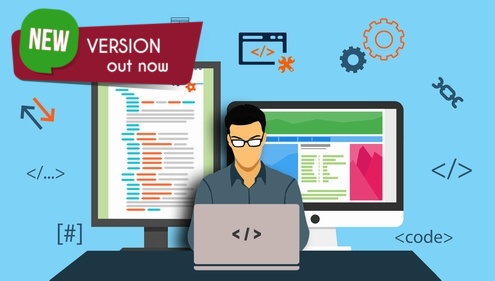 NEW
VERSION
out now
</>
</...>
</>
[#]
</>
<code>